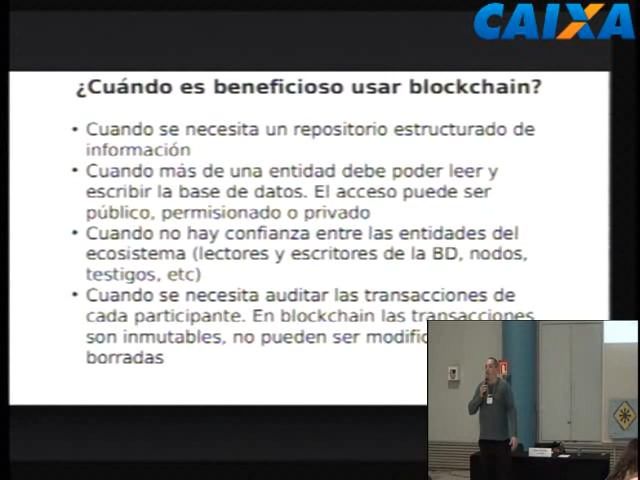 CAIXA
¿Cuándo es beneficioso usar blockchain?
• Cuando se necesita un repositorio estructurado de
información
• Cuando más de una entidad debe poder leer y
escribir la base de datos. El acceso puede ser
público, permisionado o privado
• Cuando no hay confianza entre las entidades del
ecosistema (lectores y escritores de la BD, nodos,
testigos, etc)
• Cuando se necesita auditar las transacciones de
cada participante. En blockchain las transacciones
son inmutables, no pueden ser modific
borradas